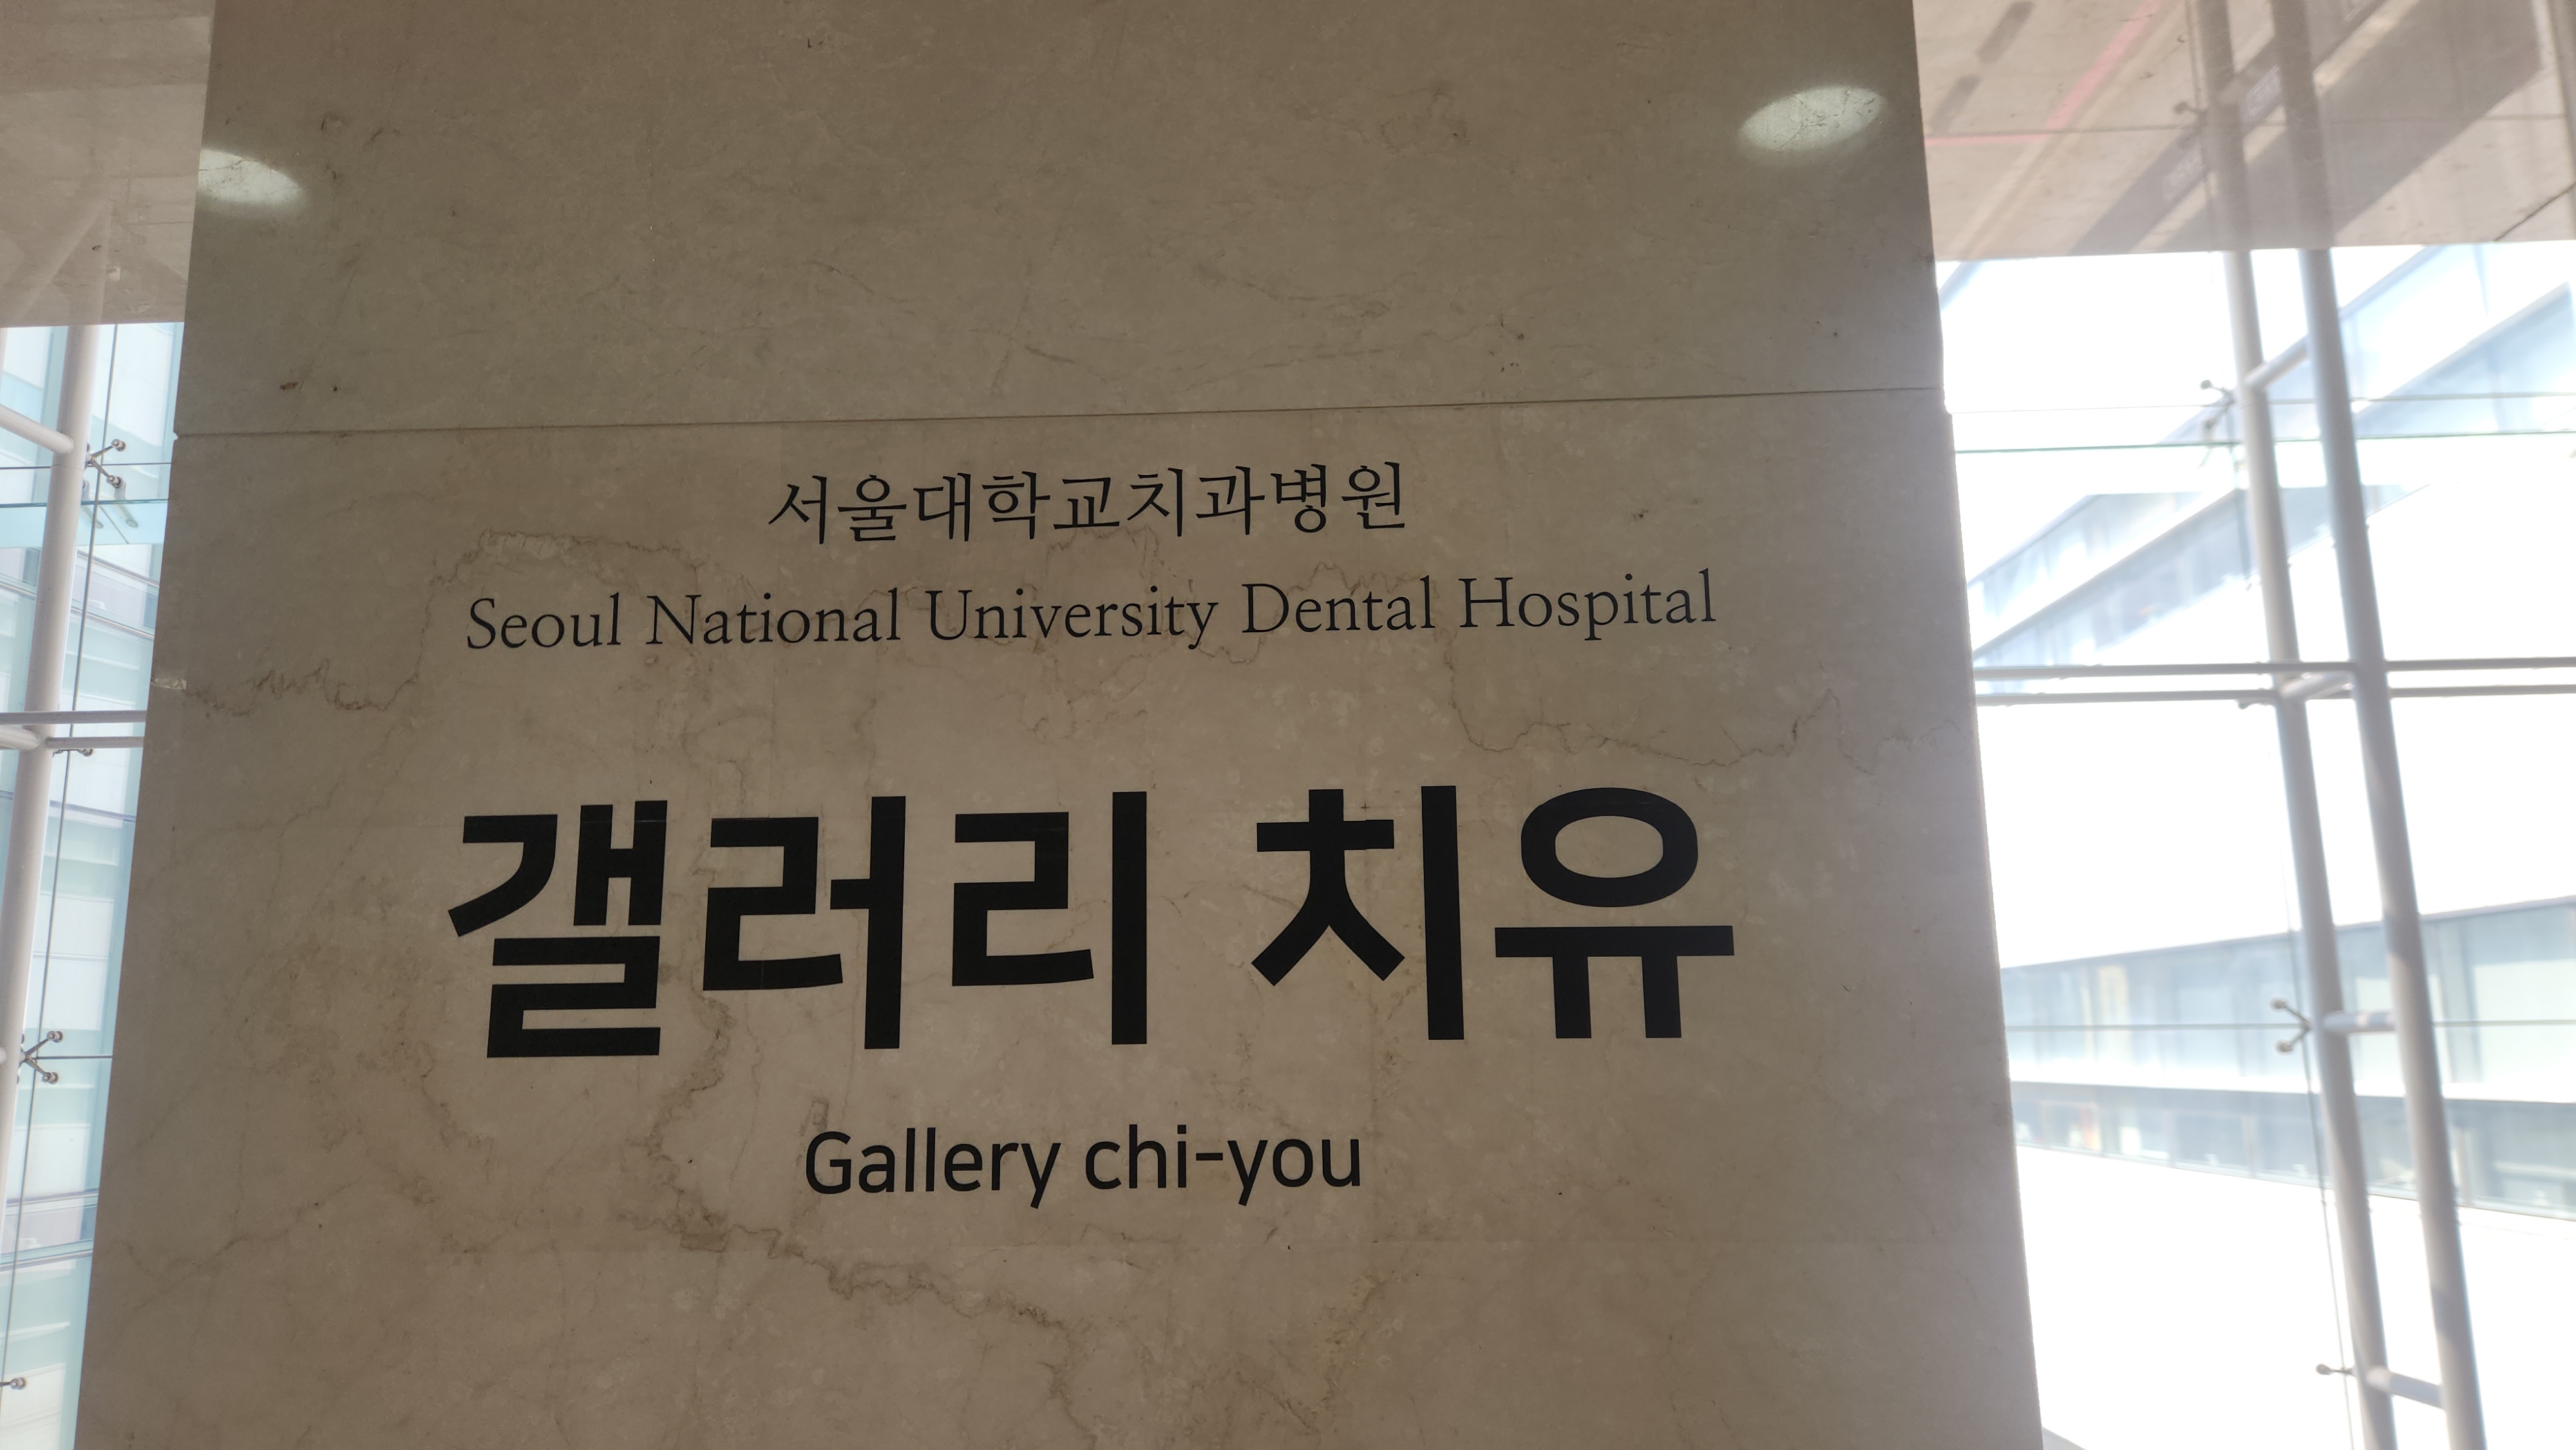 서울대학교치과병원
Seoul National University Dental Hospital
갤러리 치유
Gallery chi-you